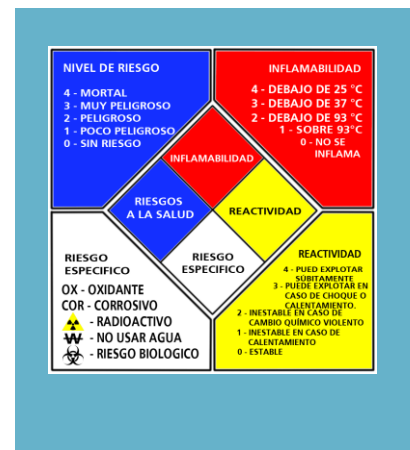 NIVEL DE RIESGO
4 - MORTAL
3 - MUY PELIGROSO
2 - PELIGROSO
1 - POCO PELIGROSO
0 - SIN RIESGO
INFLAMABILIDAD
4 - DEBAJO DE 25 °C
3 - DEBAJO DE 37 °C
2 - DEBAJO DE 93 °C
1 - SOBRE 93°C
0 - NO SE
INFLAMA
INFLAMABILIDAD
RIESGOS
A LA SALUD
REACTIVIDAD
RIESGO
ESPECIFICO
RIESGO
ESPECIFICO
OX - OXIDANTE
COR - CORROSIVO
- RADIOACTIVO
W - NO USAR AGUA
- RIESGO BIOLOGICO
REACTIVIDAD
4 - PUED EXPLOTAR
SÚBITAMENTE
3 - PUEDE EXPLOTAR EN
CASO DE CHOQUE O
CALENTAMIENTO.
2 - INESTABLE EN CASO DE
CAMBIO QUÍMICO VIOLENTO
1 - INESTABLE EN CASO DE
CALENTAMIENTO
0 - ESTABLE